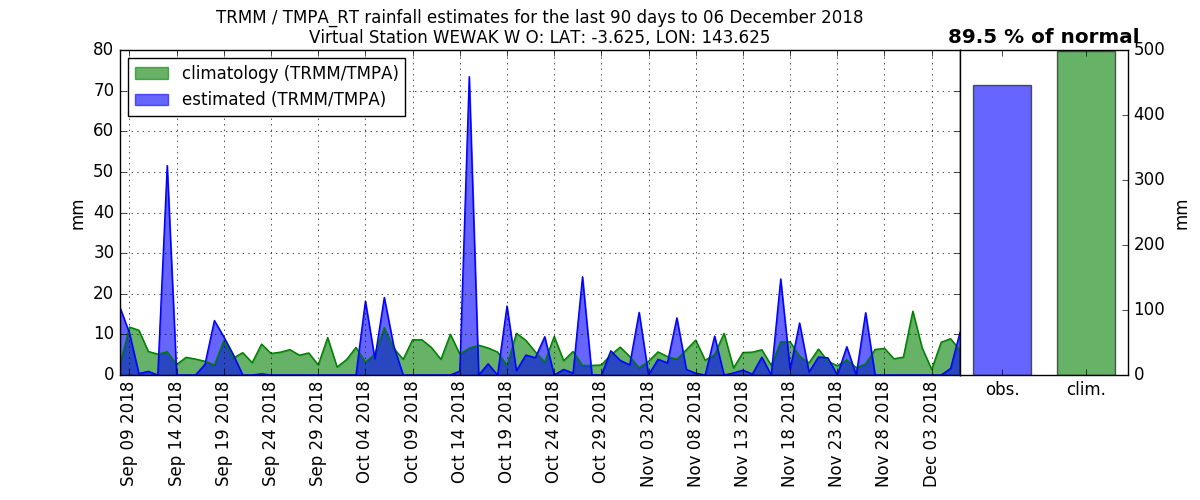 TRMM / TMPA_RT rainfall estimates for the last 90 days to 06 December 2018
Virtual Station WEWAK W O: LAT: -3.625, LON: 143.625
89.5 % of normal
climatology (TRMM/TMPA)
estimated (TRMM/TMPA)
80
70
60
50
40
30
20
10
0
mm
500
400
300
200
100
0
mm
Sep 09 2018
Sep 14 2018
Sep 19 2018
Sep 24 2018
Sep 29 2018
Oct 04 2018
Oct 09 2018
Oct 14 2018
Oct 19 2018
Oct 24 2018
Oct 29 2018
Nov 03 2018
Nov 08 2018
Nov 13 2018
Nov 18 2018
Nov 23 2018
Nov 28 2018
Dec 03 2018
obs.
clim.